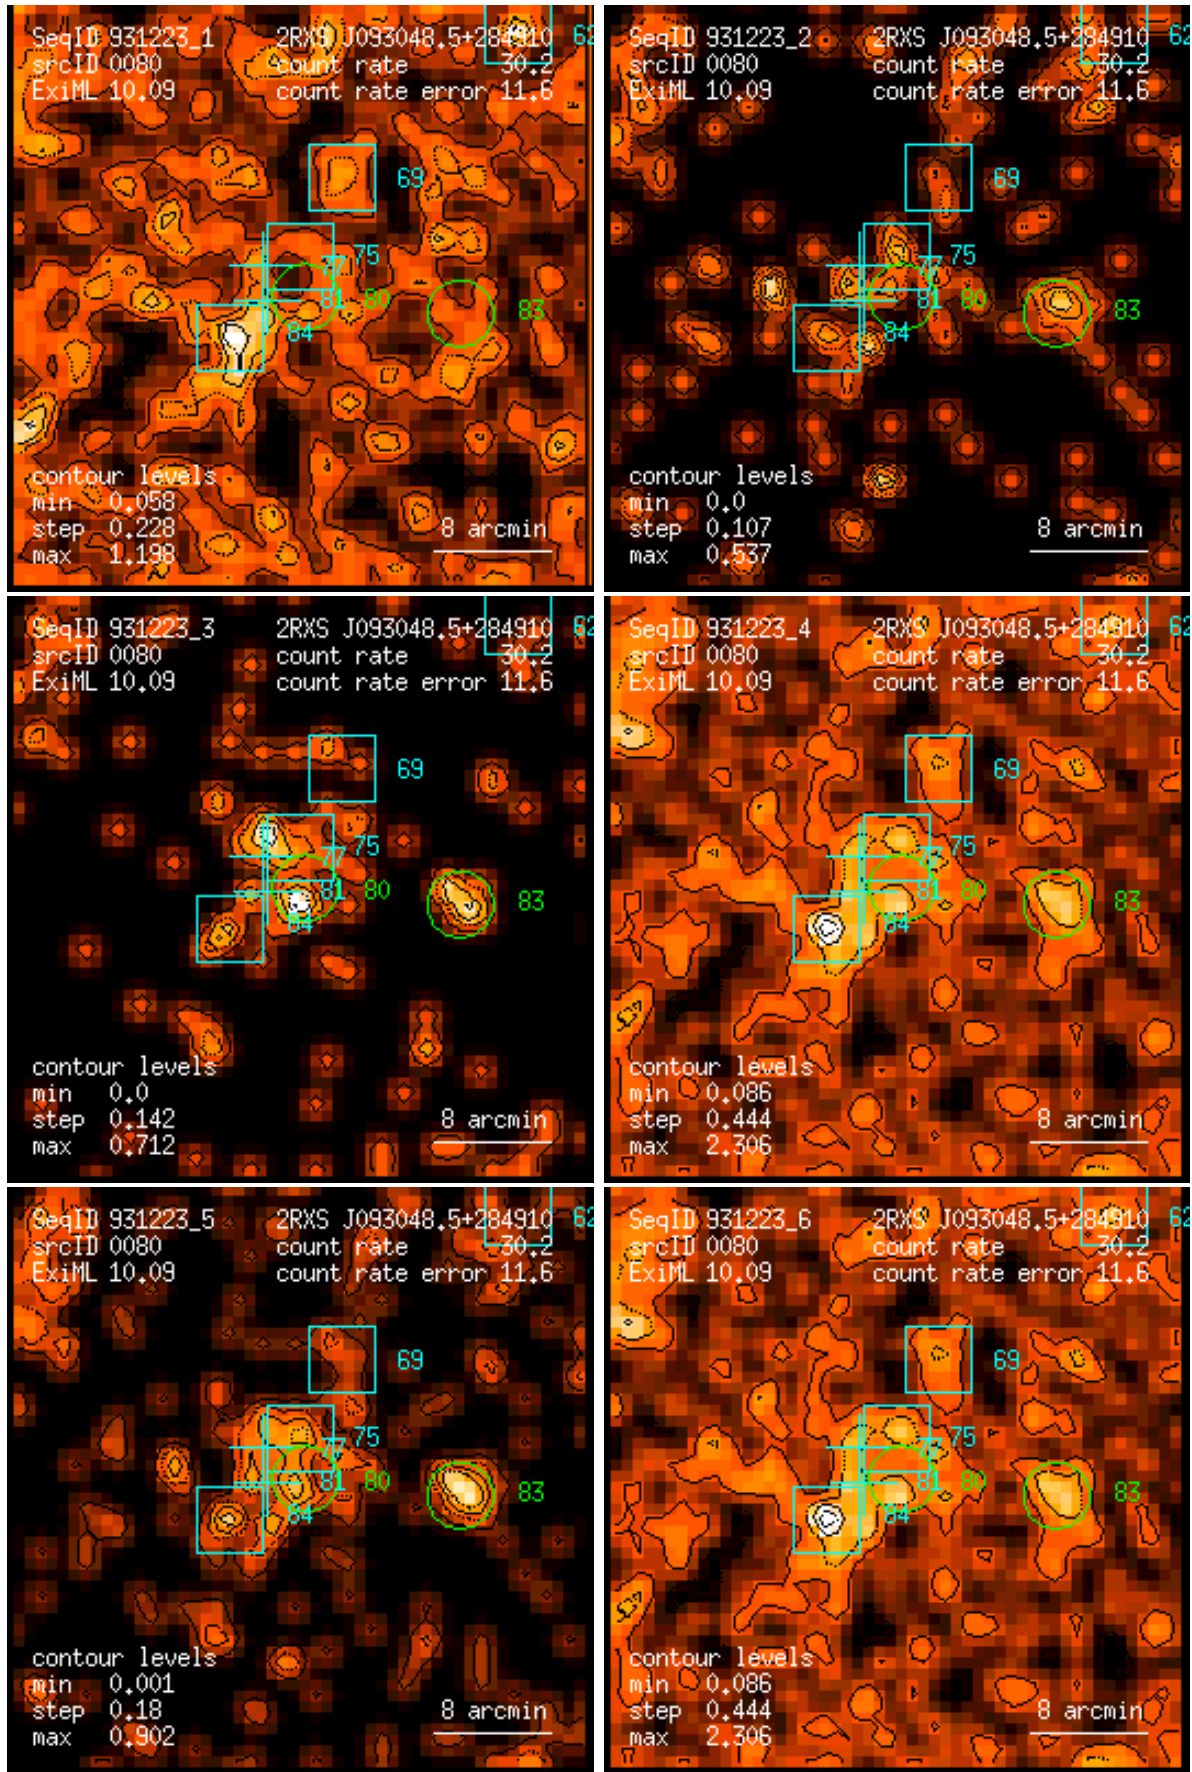 SeqID 931223_1 2RXS J093048.5+284910 62
srcID 0080 count rate 30.2
ExiML 10.09 count rate error 11.6
69
75
77
81 80 83
84
contour levels
min 0.058
step 0.228 8 arcmin
max 1.198
SeqID 931223_2 2RXS J093048.5+284910 62
srcID 0080 count rate 30.2
ExiML 10.09 count rate error 11.6
69
75
77
81 80 83
84
contour levels
min 0.0
step 0.107 8 arcmin
max 0.537
SeqID 931223_3 2RXS J093048.5+284910 62
srcID 0080 count rate 30.2
ExiML 10.09 count rate error 11.6
69
75
77
81 80 83
84
contour levels
min 0.0
step 0.142 8 arcmin
max 0.712
SeqID 931223_4 2RXS J093048.5+284910 62
srcID 0080 count rate 30.2
ExiML 10.09 count rate error 11.6
69
75
77
81 80 83
84
contour levels
min 0.086
step 0.444 8 arcmin
max 2.306
SeqID 931223_5 2RXS J093048.5+284910 62
srcID 0080 count rate 30.2
ExiML 10.09 count rate error 11.6
69
75
77
81 80 83
84
contour levels
min 0.001
step 0.18 8 arcmin
max 0.902
SeqID 931223_6 2RXS J093048.5+284910 62
srcID 0080 count rate 30.2
ExiML 10.09 count rate error 11.6
69
75
77
81 80 83
84
contour levels
min 0.086
step 0.444 8 arcmin
max 2.306